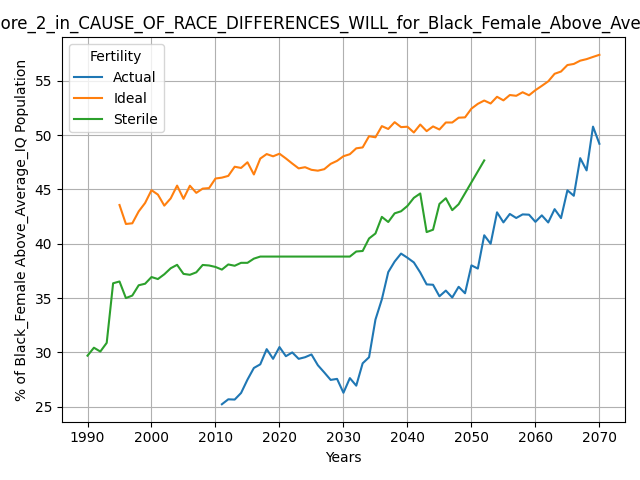 ore_2_in_CAUSE_OF_RACE_DIFFERENCES_WILL_for_Black_Female_Above_Ave
Fertility
Actual
Ideal
Sterile
% of Black_Female Above_Average_IQ Population
55
50
45
40
35
30
25
1990 2000 2010 2020 2030 2040 2050 2060 2070
Years